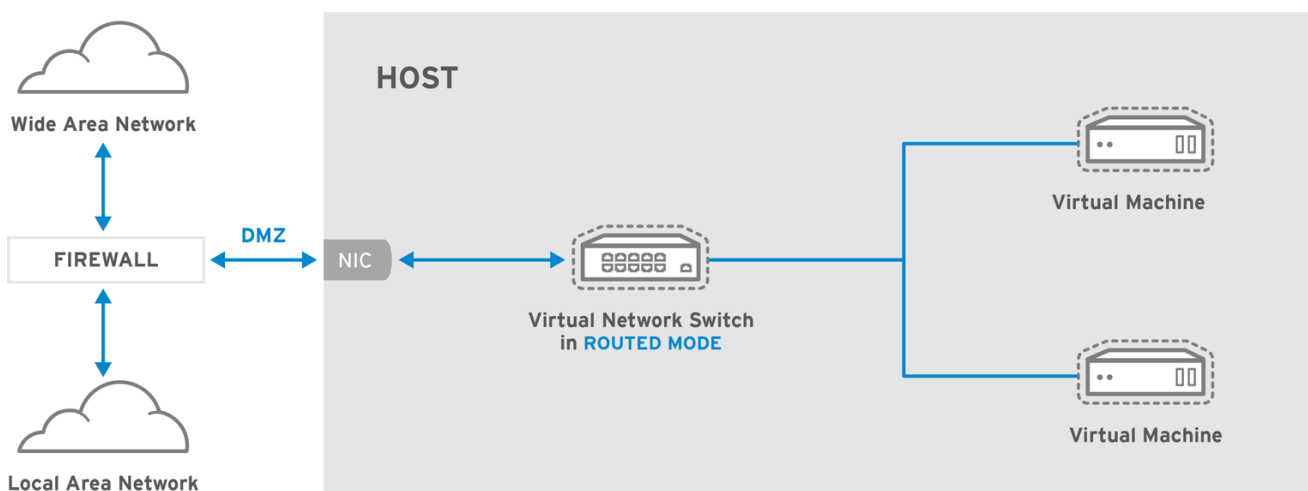 HOST
Wide Area Network
Virtual Machine
DMZ
FIREWALL
NIC
Virtual Network Switch
in ROUTED MODE
Virtual Machine
Local Area Network